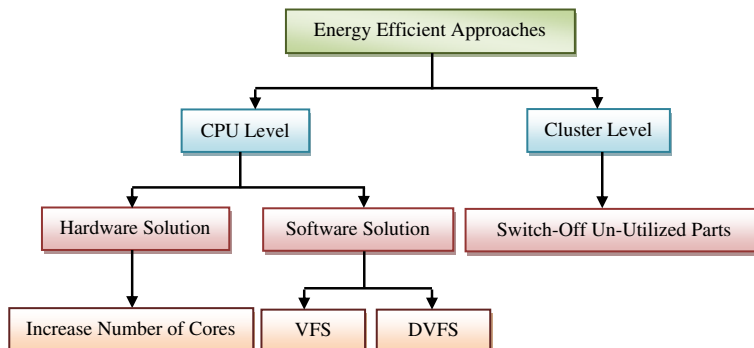 Energy Efficient Approaches
CPU Level
Cluster Level
Hardware Solution
Software Solution
Switch-Off Un-Utilized Parts
Increase Number of Cores
VFS
DVFS